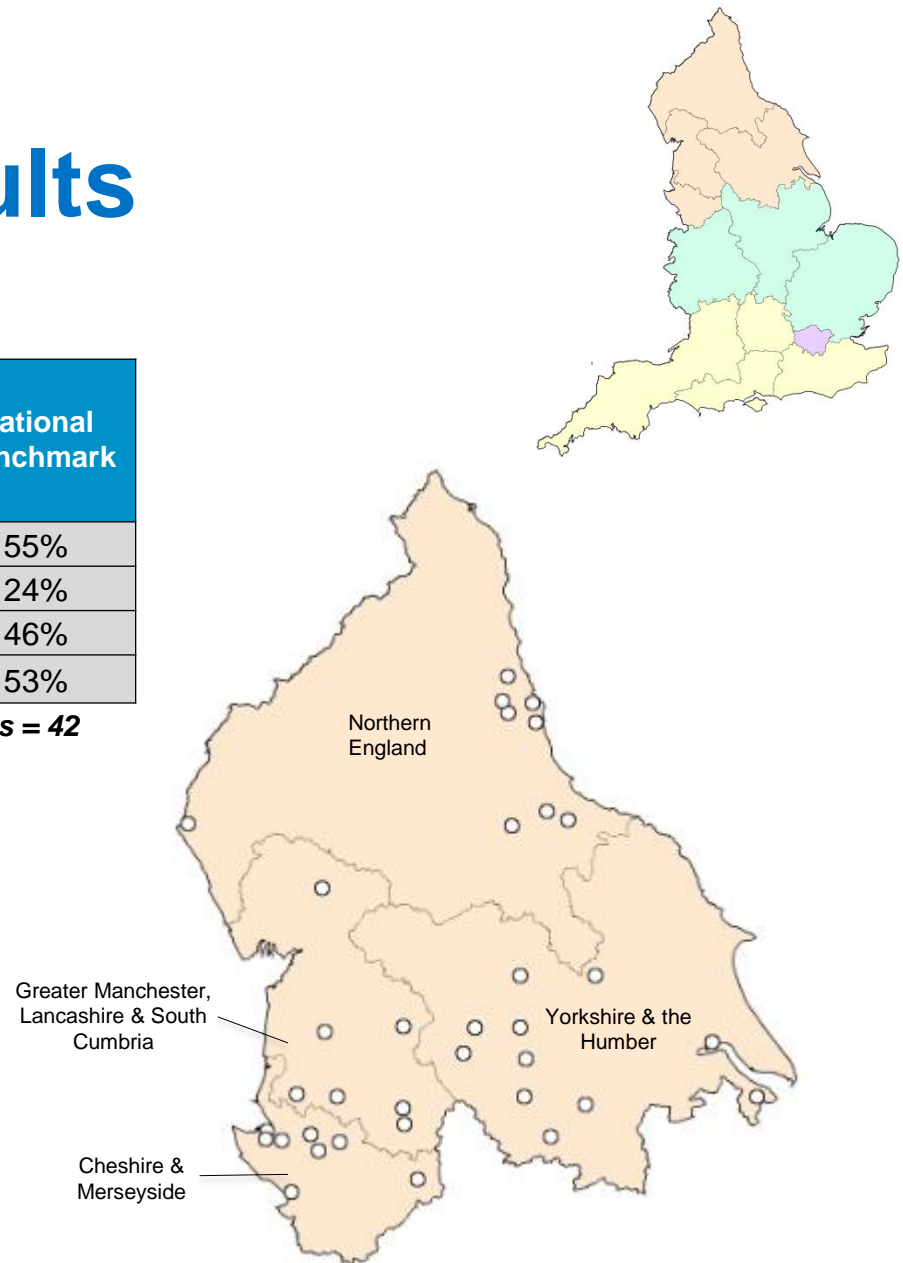 ults
ational
nchmark
55%
24%
46%
53%
s = 42
Northern
England
Greater Manchester,
Lancashire & South
Cumbria
Yorkshire & the
Humber
Cheshire &
Merseyside